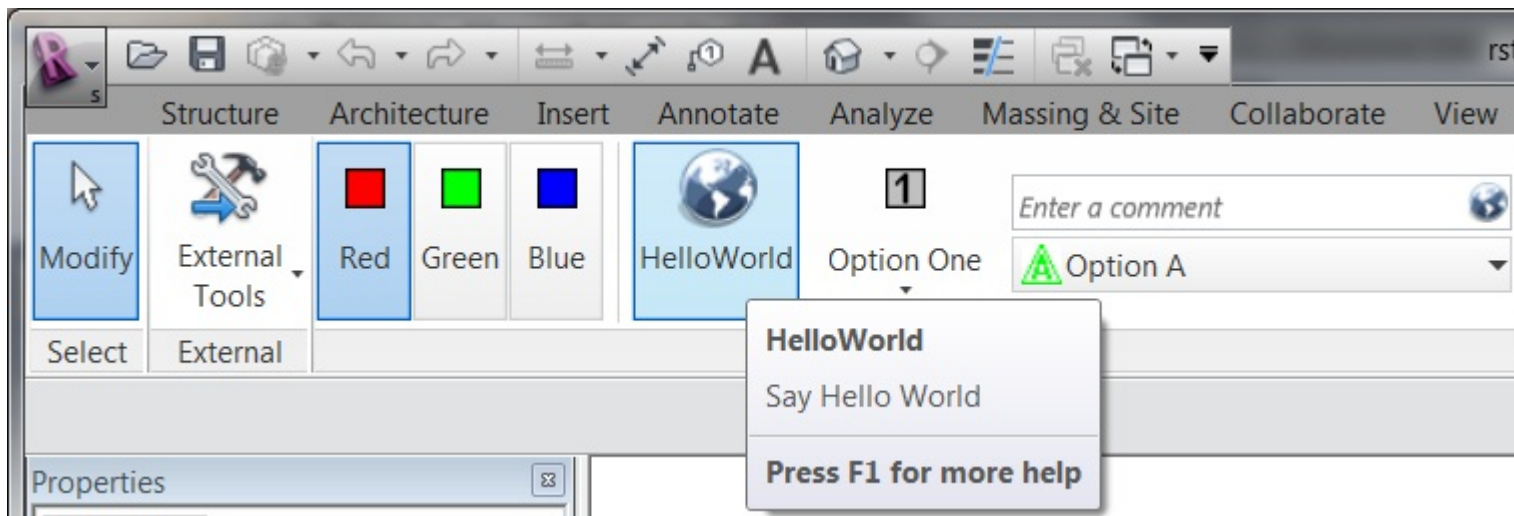 rst
S
Structure Architecture Insert Annotate Analyze Massing & Site Collaborate View
Modify
External Tools
Red Green Blue
HelloWorld
1
Option One
Enter a comment
A Option A
Select External
HelloWorld
Say Hello World
Press F1 for more help
Properties